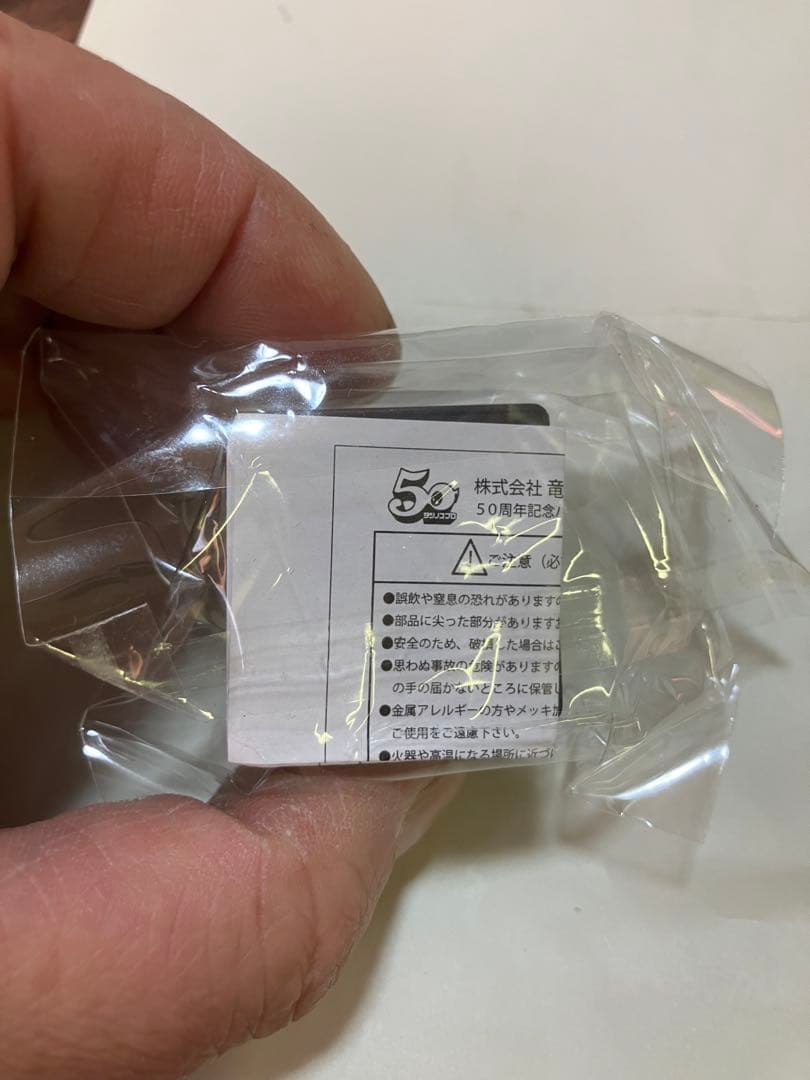 50
タツノコプロ
株式会社 竜
50周年記念バ
ご注意（必
●誤飲や窒息の恐れがありますの
●部品に尖った部分があります
●安全のため、破損した場合は
●思わぬ事故の危険がありますの
の手の届かないところに保管し
●金属アレルギーの方やメッキ加
ご使用をご遠慮下さい。
●火器や高温になる場所に近づけ